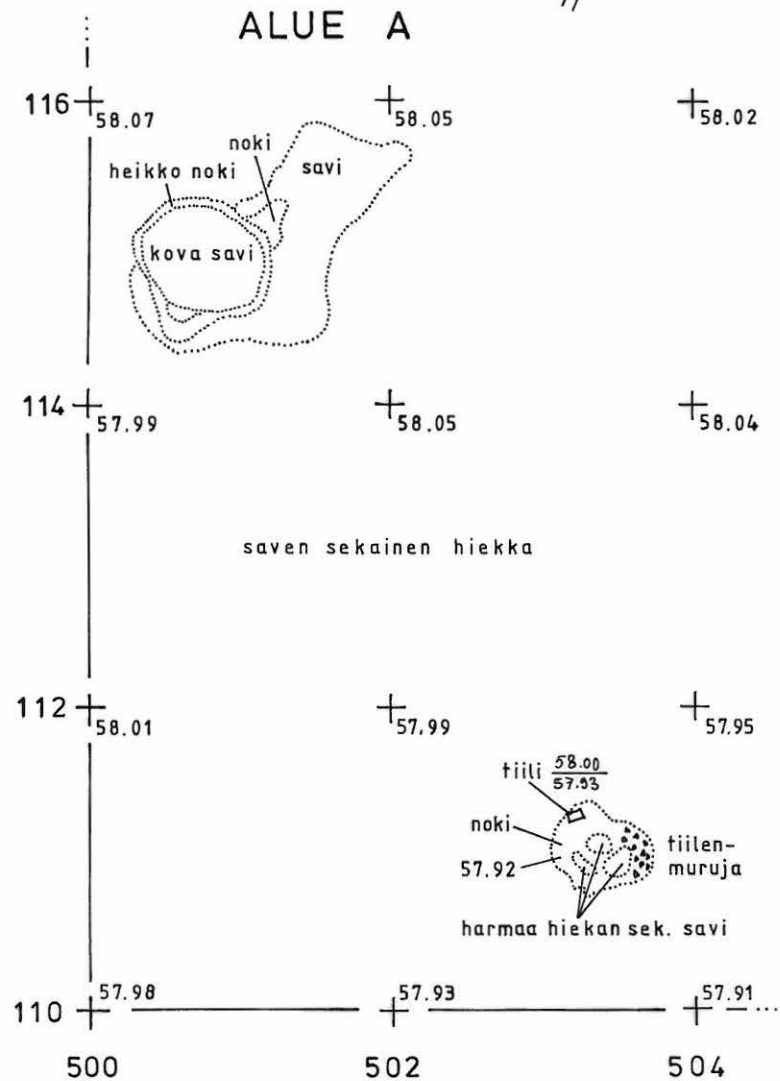 ALUE A
116
58.07
58.05
58.02
noki
savi
heikko noki
kova savi
114
57.99
58.05
58.04
saven sekainen hiekka
112
58.01
57.99
57.95
tiili 58.00
57.93
noki
57.92
tiilen-
muruja
harmaa hiekan sek. savi
57.98
57.93
57.91
110
500
502
504